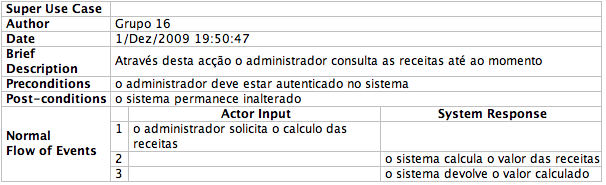 Super Use Case
Author Grupo 16
Date 1/Dez/2009 19:50:47
Brief Description Através desta acção o administrador consulta as receitas até ao momento
Preconditions o administrador deve estar autenticado no sistema
Post-conditions o sistema permanece inalterado
Normal Flow of Events
Actor Input System Response
1 o administrador solicita o calculo das
receitas
2 o sistema calcula o valor das receitas
3 o sistema devolve o valor calculado